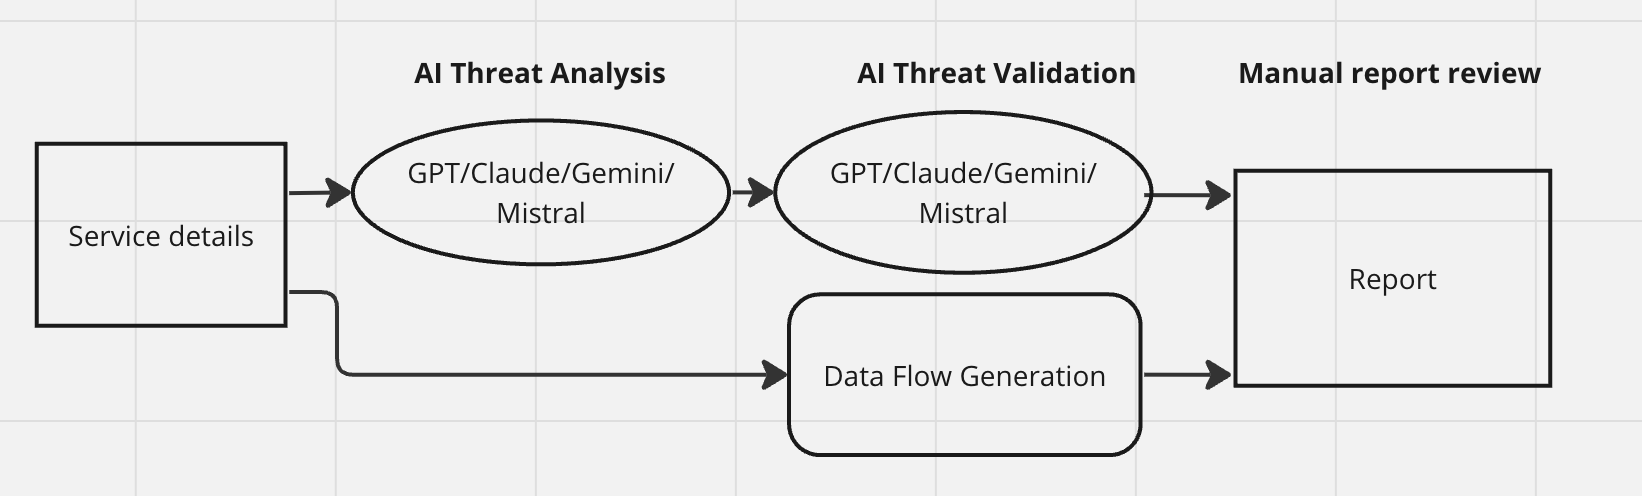 AI Threat Analysis
AI Threat Validation
Manual report review
Service details
GPT/Claude/Gemini/
Mistral
GPT/Claude/Gemini/
Mistral
Report
Data Flow Generation